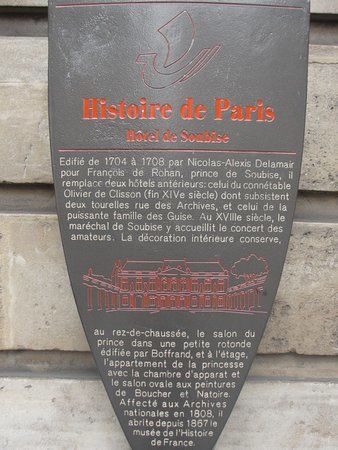 Histoire de Paris
Hôtel de Soubise
Edifié de 1704 à 1708 par Nicolas-Alexis Delamair
pour François de Rohan, prince de Soubise, il
remplace deux hôtels antérieurs: celui du connétable
Olivier de Clisson (fin XIVe siècle) dont subsistent
deux tourelles rue des Archives, et celui de la
puissante famille des Guise. Au XVIIIe siècle, le
maréchal de Soubise y accueillit le concert des
amateurs. La décoration intérieure conserve,
au rez-de-chaussée, le salon du
prince dans une petite rotonde
édifiée par Boffrand, et à l'étage,
l'appartement de la princesse
avec la chambre d'apparat et
le salon ovale aux peintures
de Boucher et Natoire.
Affecté aux Archives
nationales en 1808, il
abrite depuis 1867 le
musée de l'Histoire
de France.